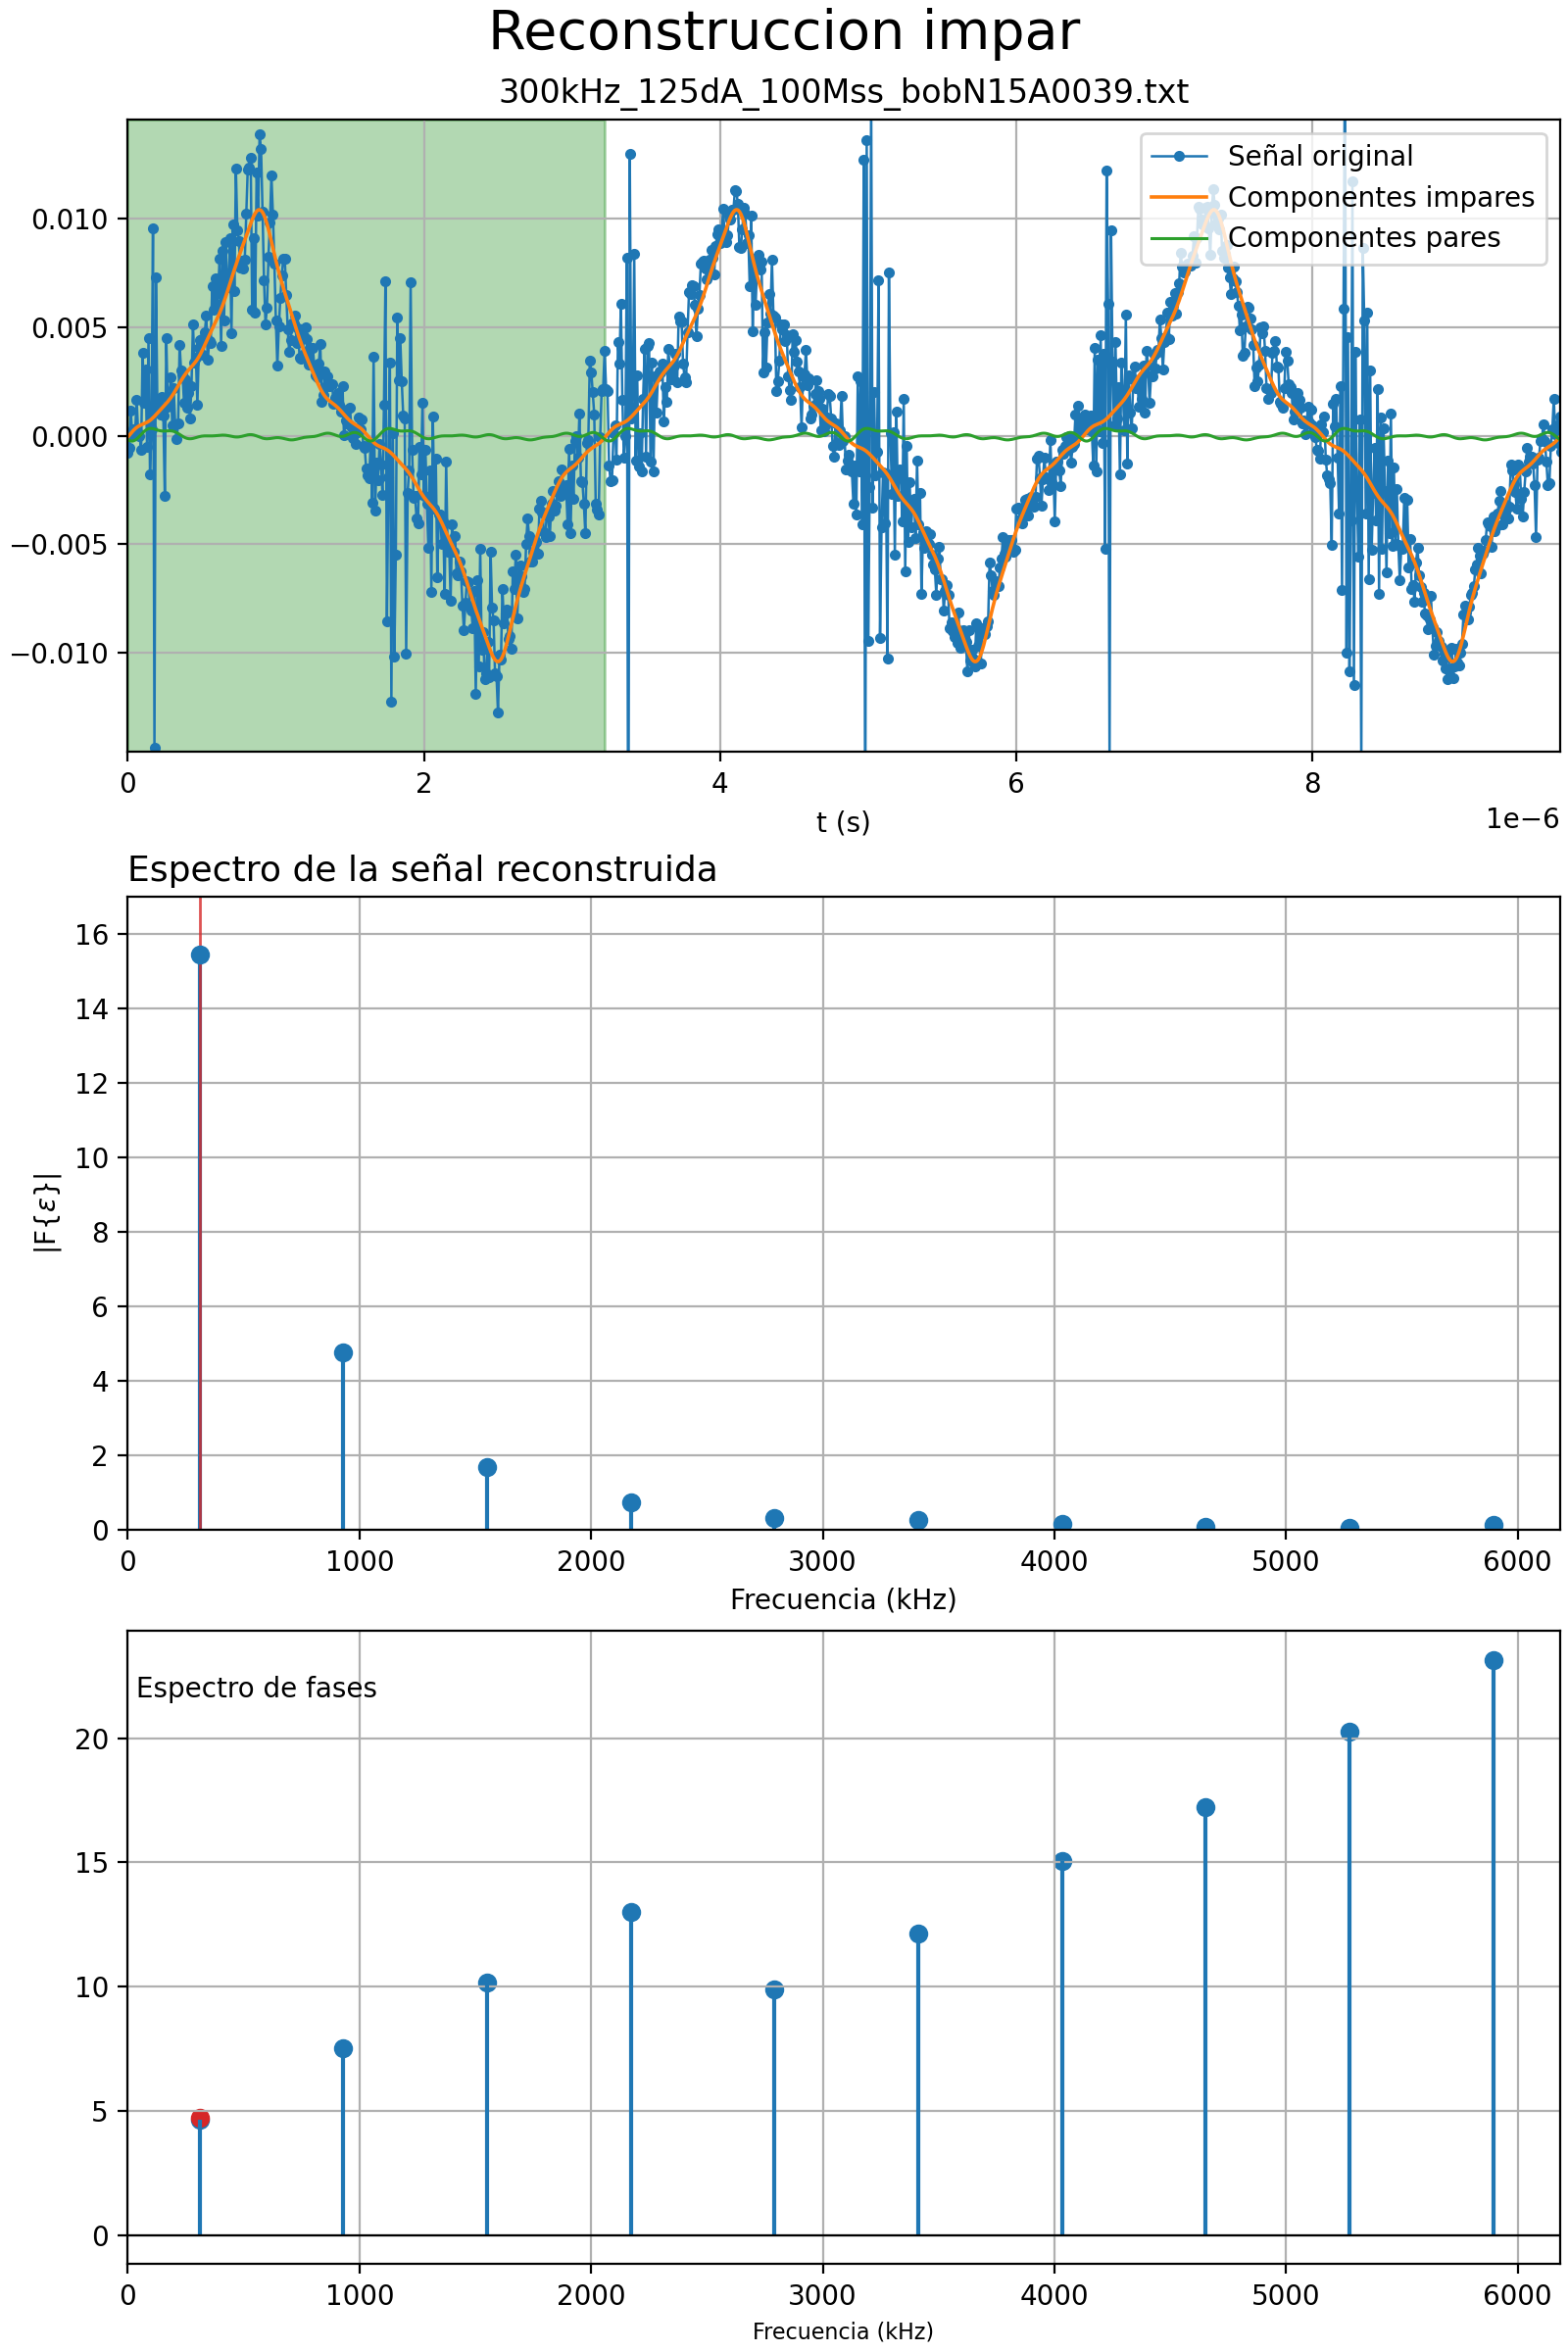 Reconstruccion impar
300kHz_125dA_100Mss_bobN15A0039.txt
Señal original
Componentes impares
Componentes pares
0.010
0.005
0.000
−0.005
−0.010
0 2 4 6 8
1e−6
t (s)
Espectro de la señal reconstruida
16
14
12
10
8
6
4
2
0
|F{ε}|
0 1000 2000 3000 4000 5000 6000
Frecuencia (kHz)
Espectro de fases
20
15
10
5
0
0 1000 2000 3000 4000 5000 6000
Frecuencia (kHz)